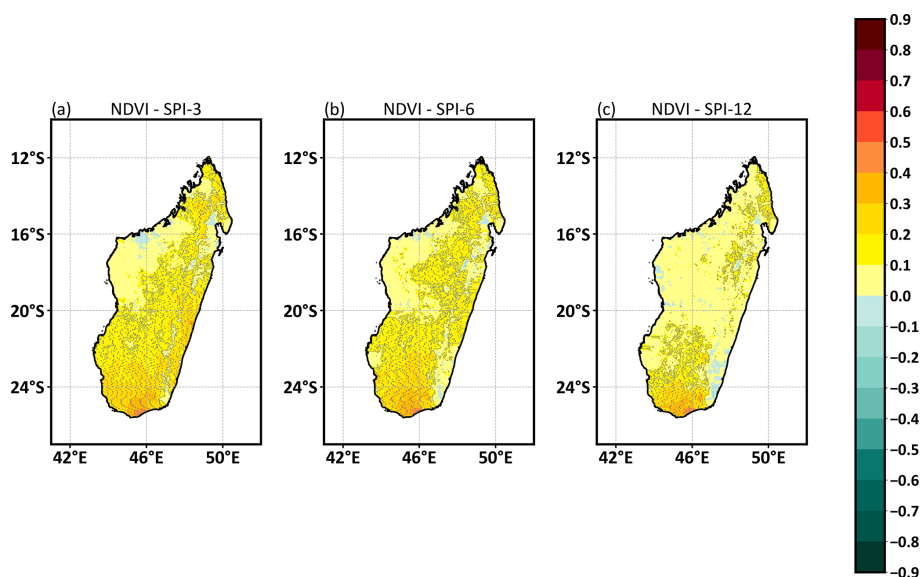 (a) NDVI - SPI-3
(b) NDVI - SPI-6
(c) NDVI - SPI-12
12°S
16°S
20°S
24°S
42°E 46°E 50°E
12°S
16°S
20°S
24°S
42°E 46°E 50°E
12°S
16°S
20°S
24°S
42°E 46°E 50°E
0.9
0.8
0.7
0.6
0.5
0.4
0.3
0.2
0.1
0.0
−0.1
−0.2
−0.3
−0.4
−0.5
−0.6
−0.7
−0.8
−0.9